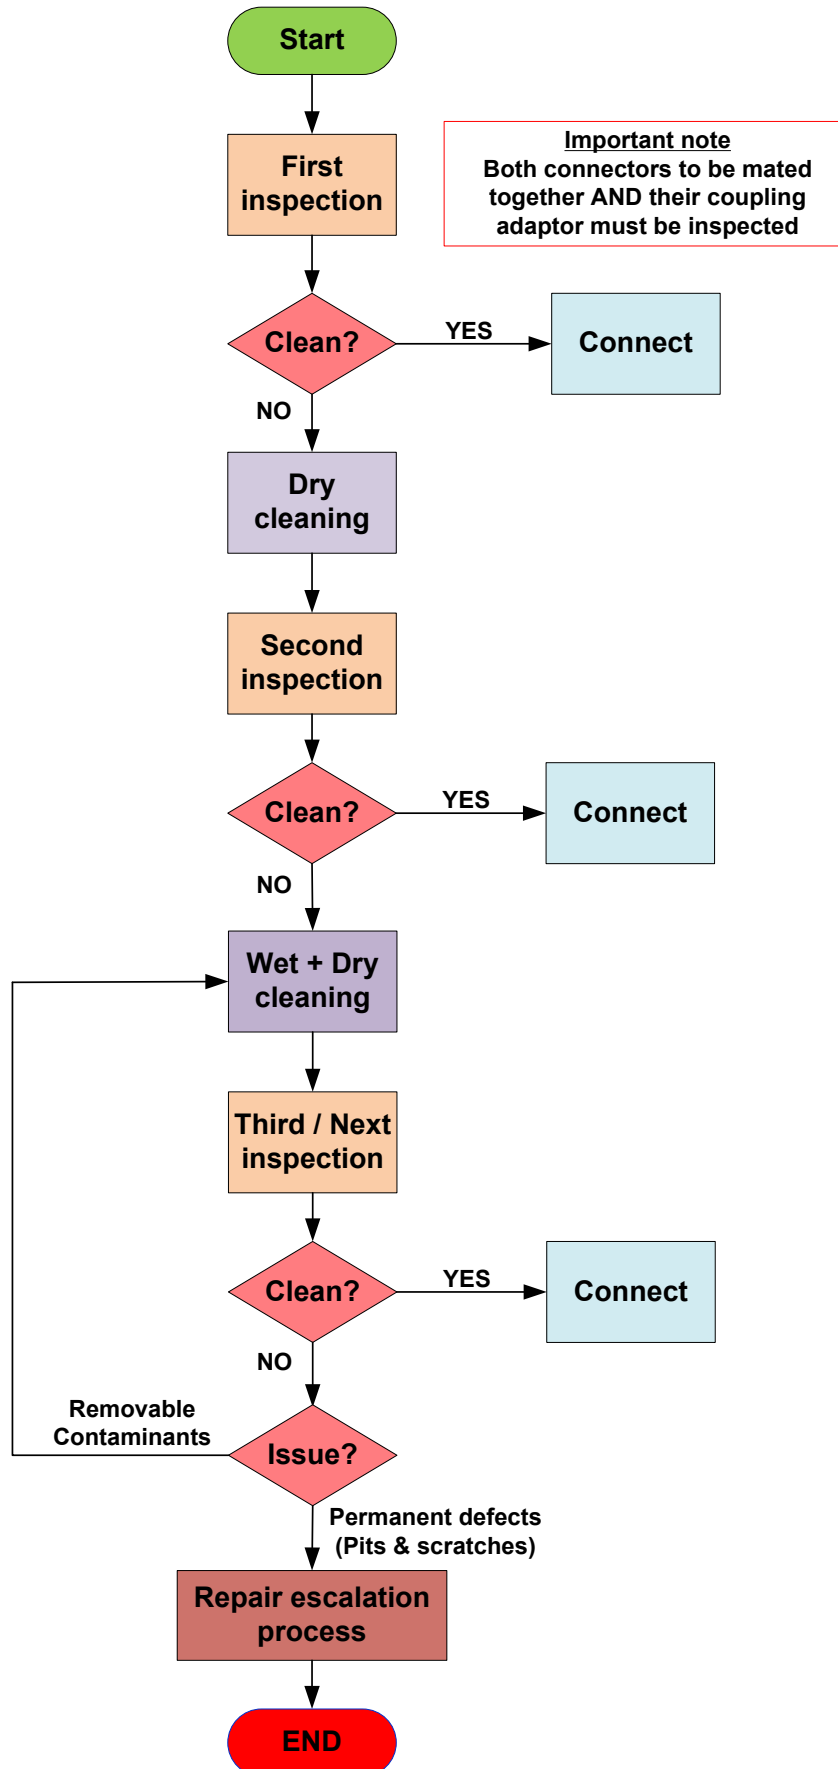 Start
First
inspection
Important note
Both connectors to be mated
together AND their coupling
adaptor must be inspected
Clean?
YES
Connect
NO
Dry
cleaning
Second
inspection
Clean?
YES
Connect
NO
Wet + Dry
cleaning
Third / Next
inspection
Clean?
YES
Connect
NO
Removable
Contaminants
Issue?
Permanent defects
(Pits & scratches)
Repair escalation
process
END